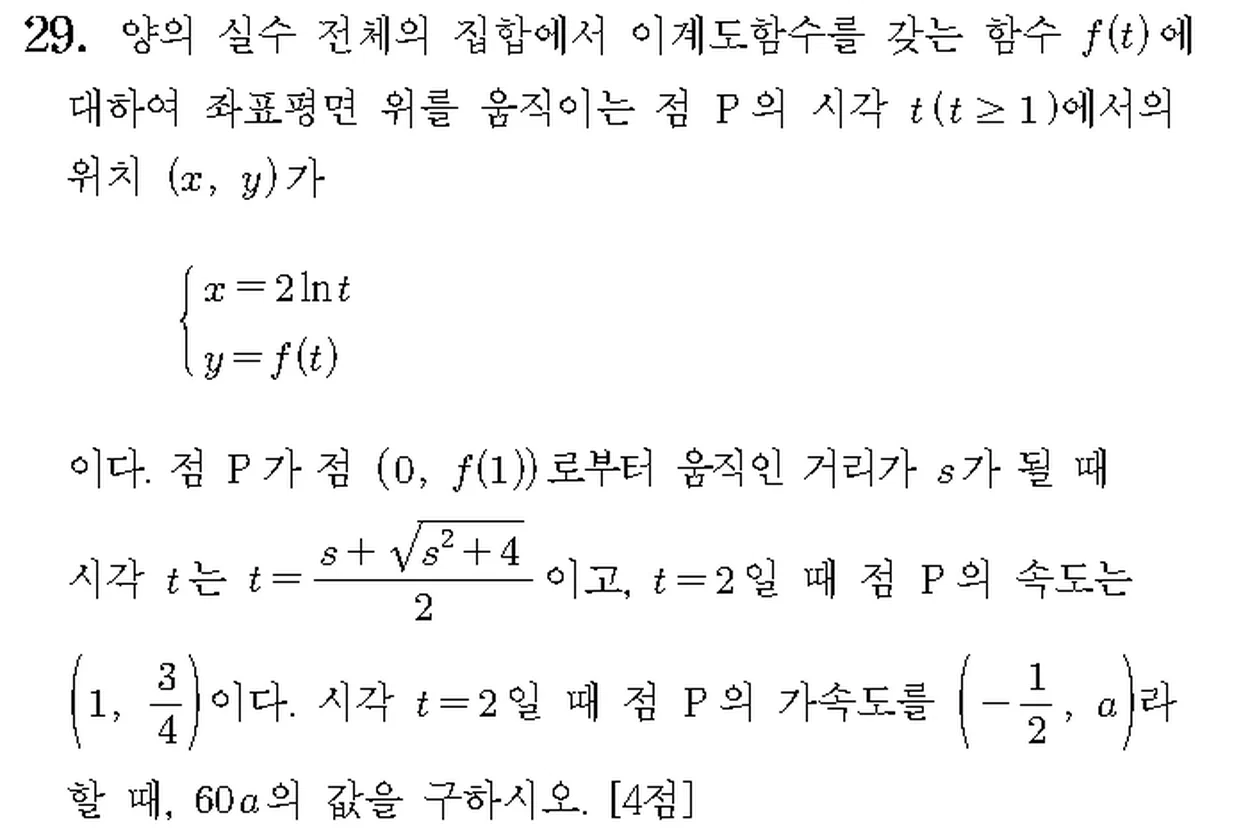 29. 양의 실수 전체의 집합에서 이계도함수를 갖는 함수 f(t)에
대하여 좌표평면 위를 움직이는 점 P의 시각 t(t ≥ 1)에서의
위치 (x, y)가
{ x = 2 ln t
y = f(t)
이다. 점 P가 점 (0, f(1))로부터 움직인 거리가 s가 될 때
시각 t는 t = (s + √(s² + 4))/2 이고, t = 2일 때 점 P의 속도는
(1, 3/4)이다. 시각 t = 2일 때 점 P의 가속도를 (-1/2, a)라
할 때, 60a의 값을 구하시오. [4점]